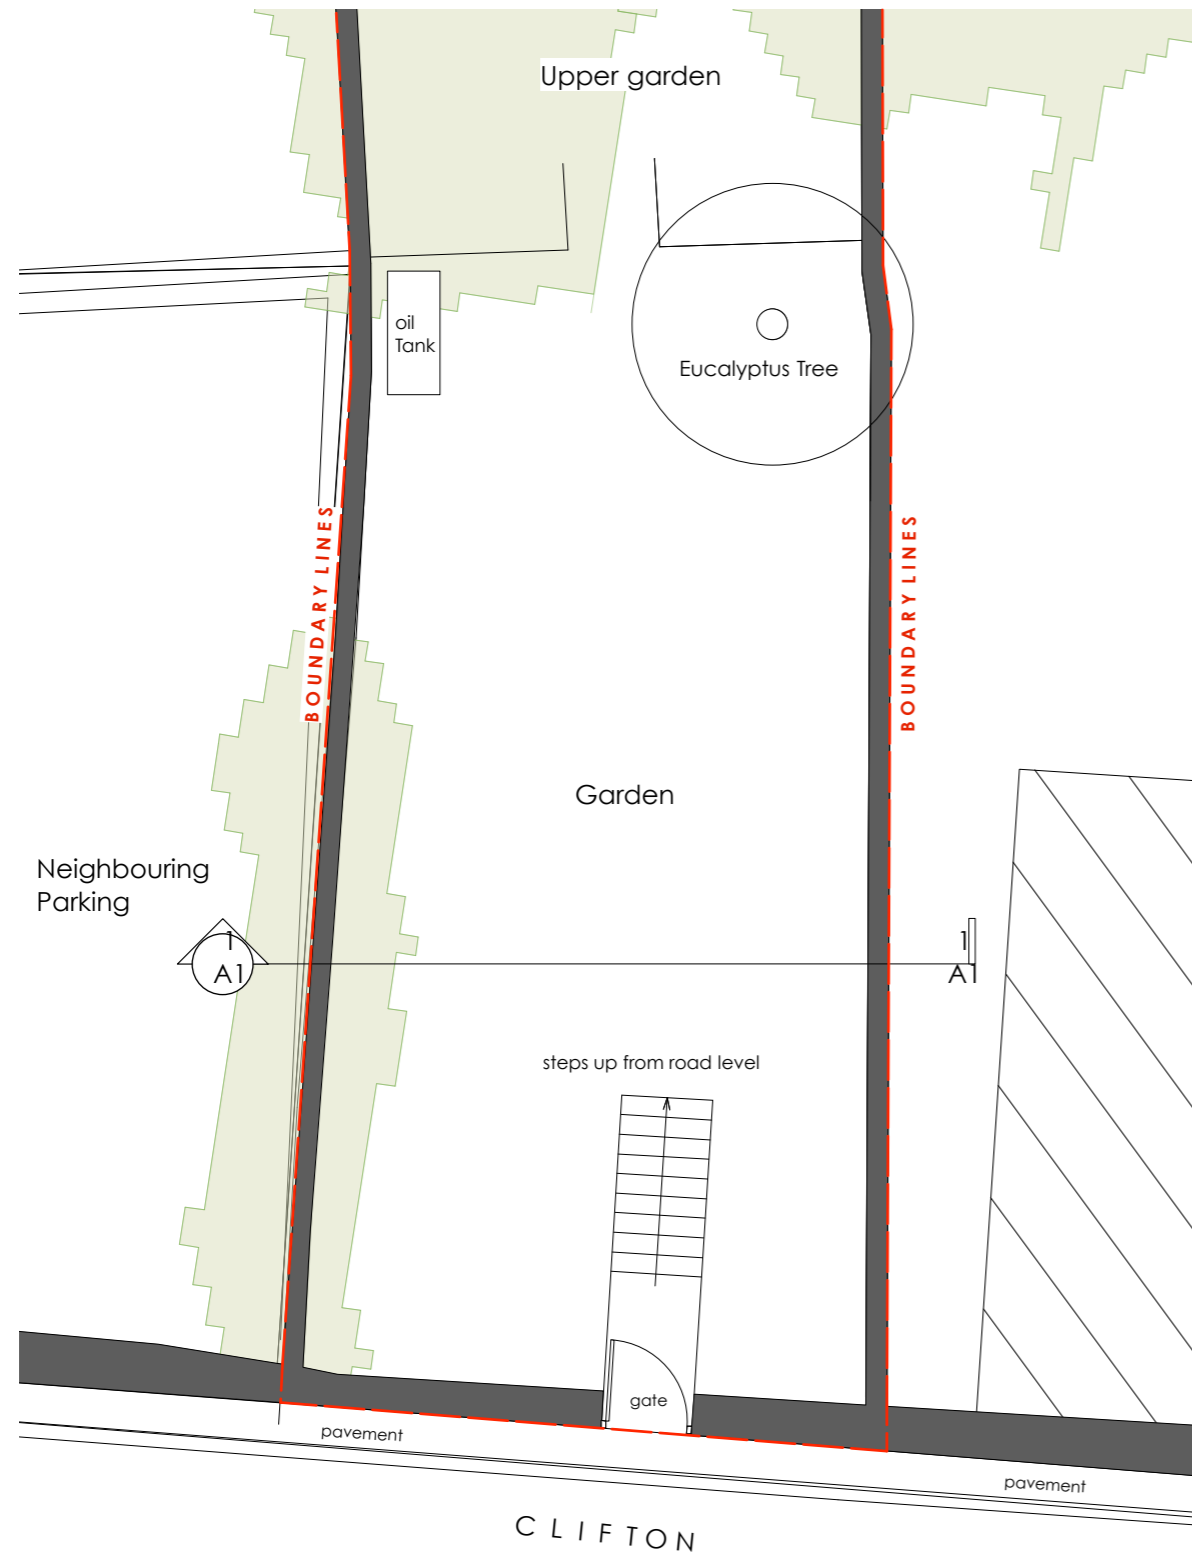 Upper garden
oil
Tank
Eucalyptus Tree
BOUNDARY LINES
BOUNDARY LINES
Garden
Neighbouring
Parking
1
A1
1
A1
steps up from road level
gate
pavement
pavement
CLIFTON